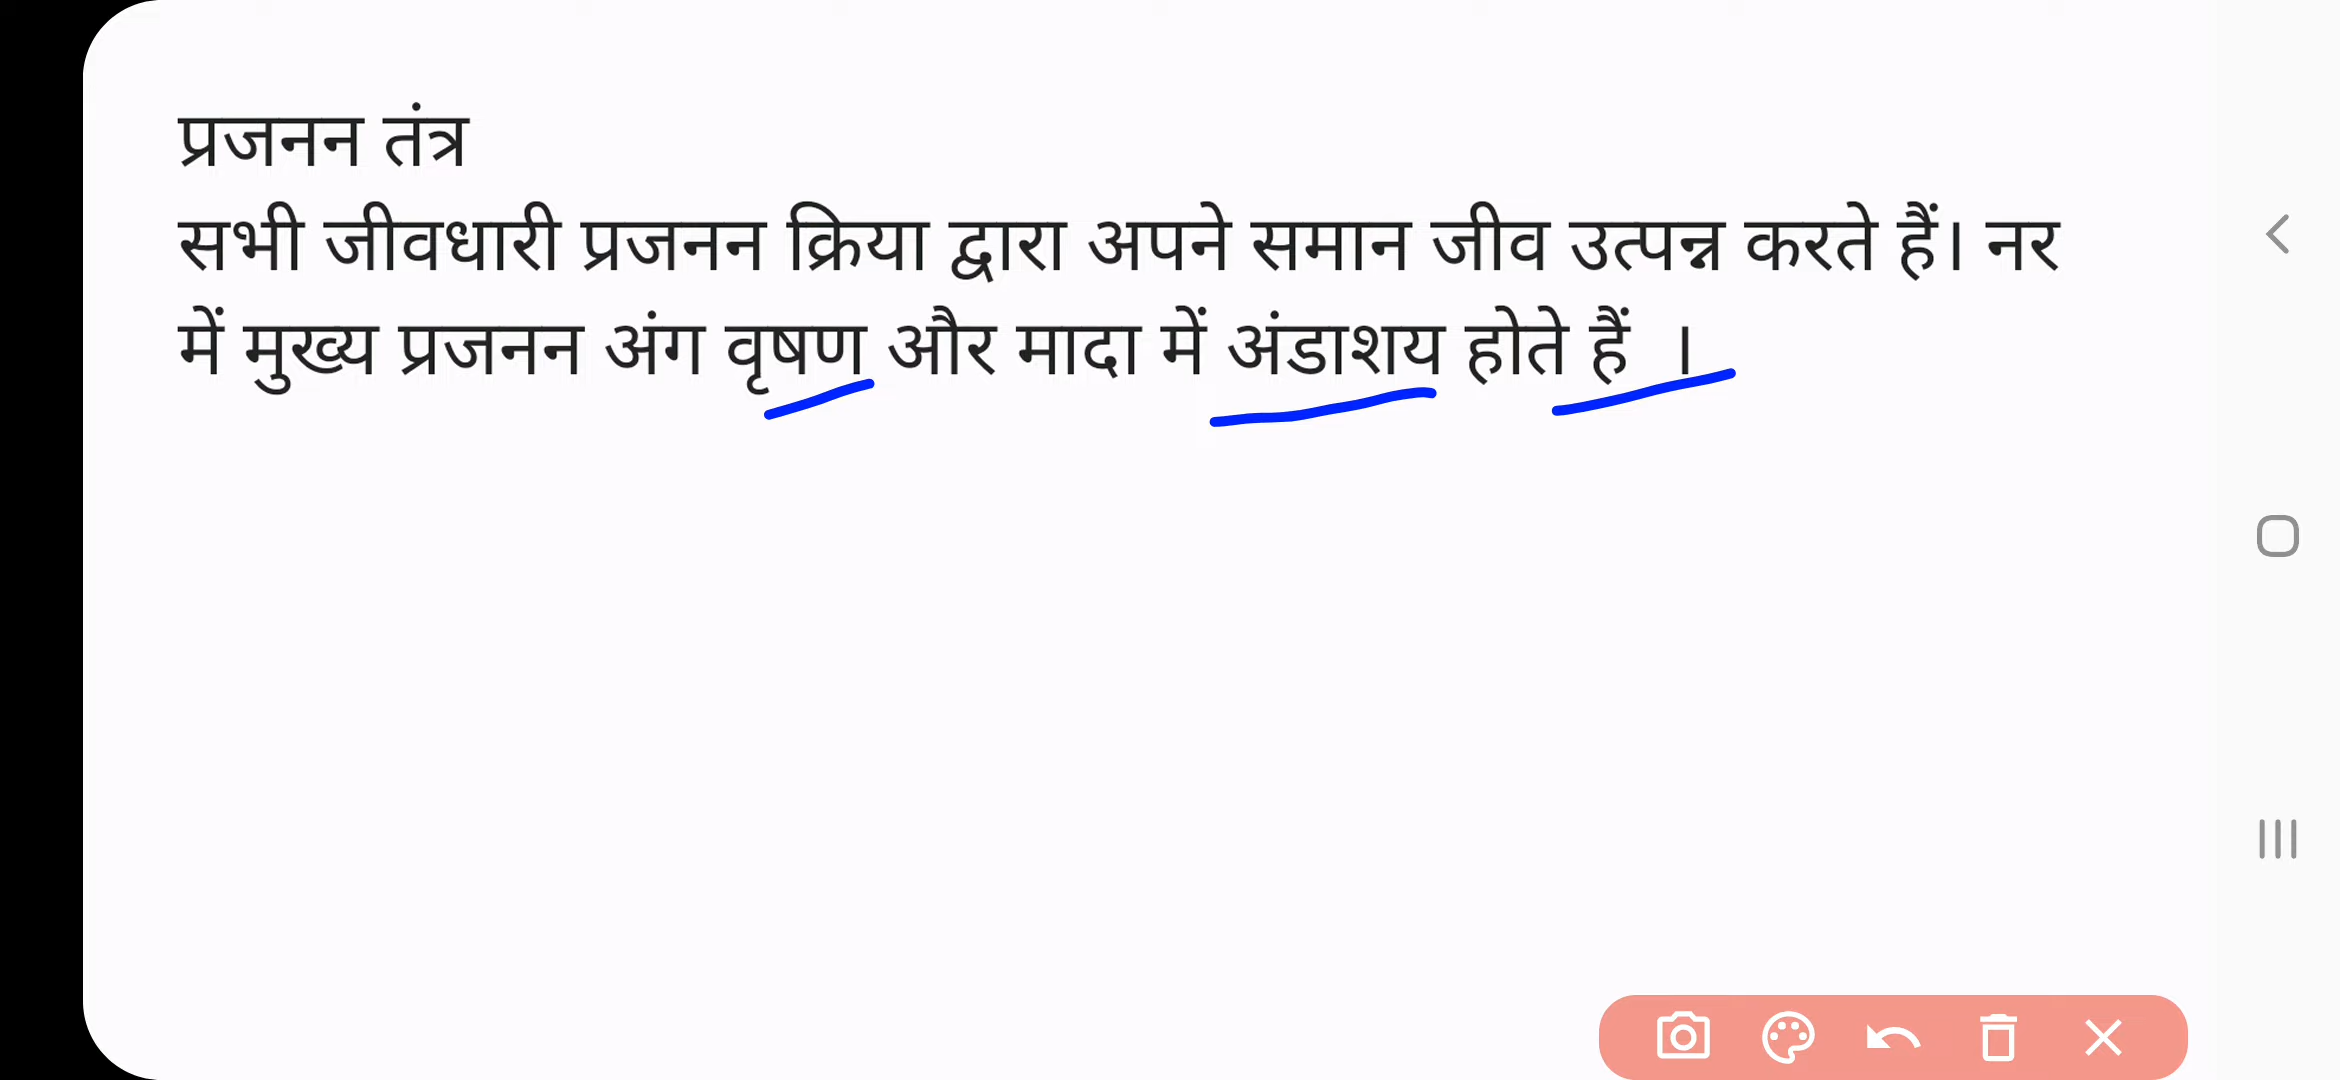 प्रजनन तंत्र
सभी जीवधारी प्रजनन क्रिया द्वारा अपने समान जीव उत्पन्न करते हैं। नर
में मुख्य प्रजनन अंग वृषण और मादा में अंडाशय होते हैं ।